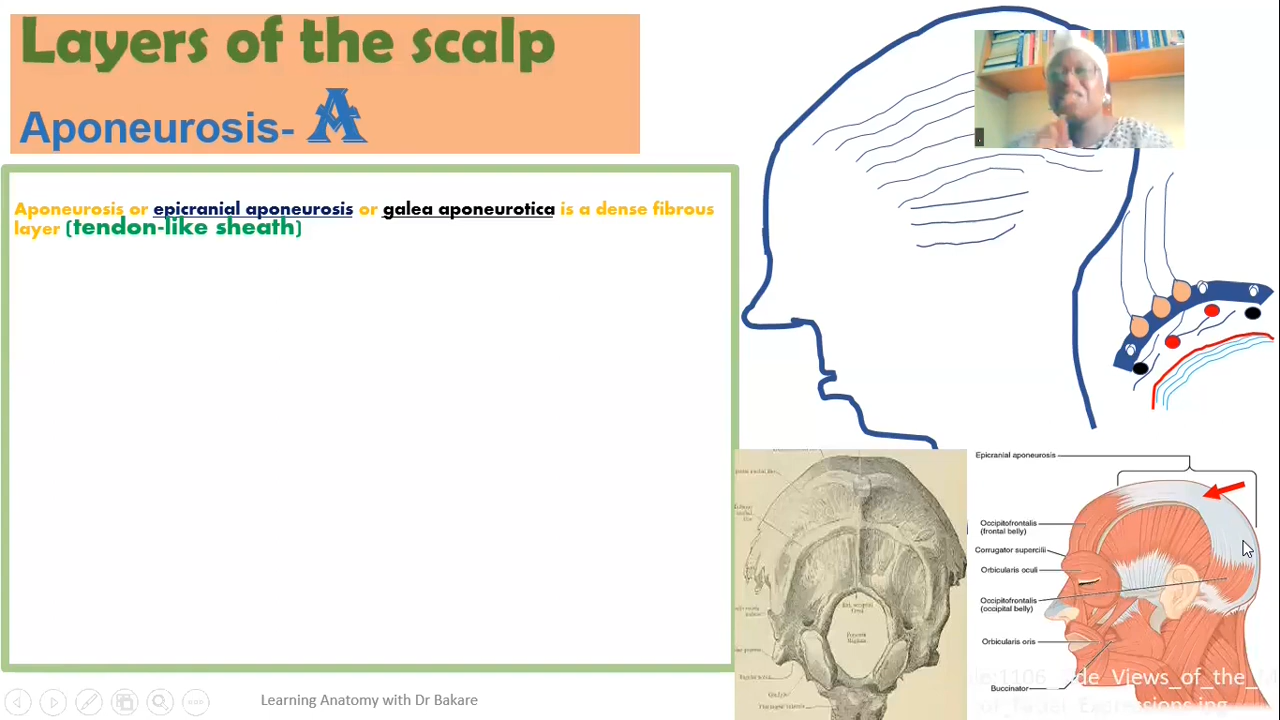 Layers of the scalp
Aponeurosis- A
Aponeurosis or epicranial aponeurosis or galea aponeurotica is a dense fibrous
layer (tendon-like sheath)
Epicranial aponeurosis
Occipitofrontalis
(frontal belly)
Corrugator supercilii
Orbicularis oculi
Occipitofrontalis
(occipital belly)
Orbicularis oris
Buccinator
Learning Anatomy with Dr Bakare